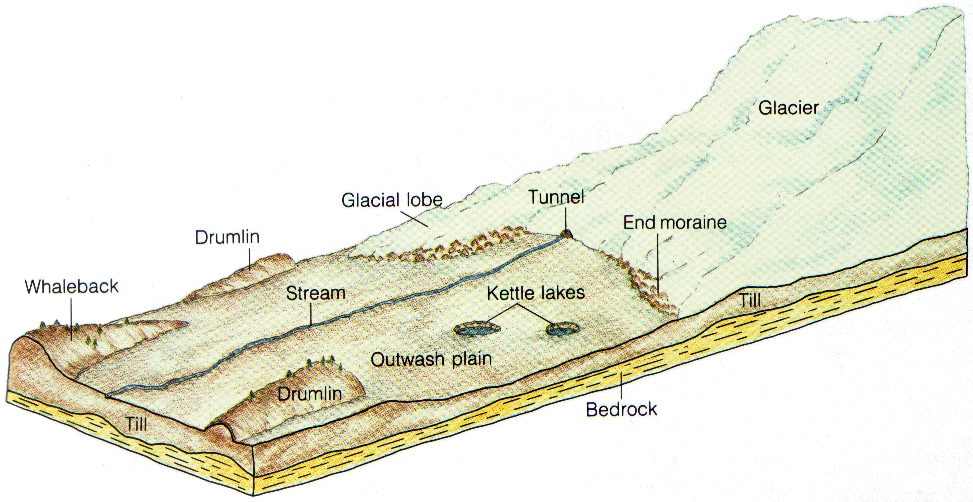 Glacier
Glacial lobe
Tunnel
End moraine
Drumlin
Whaleback
Stream
Kettle lakes
Till
Outwash plain
Drumlin
Bedrock
Till